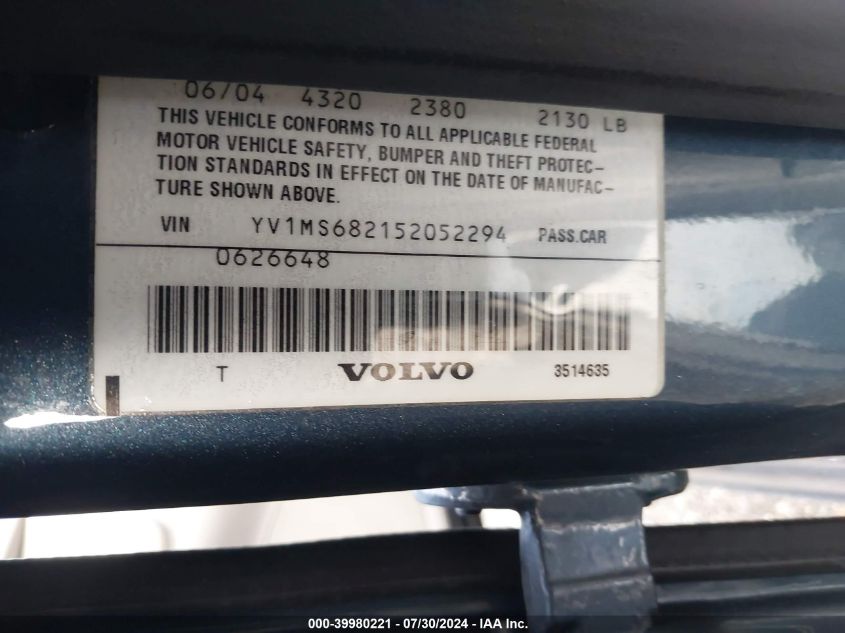 06/04 4320 2380 2130 LB
THIS VEHICLE CONFORMS TO ALL APPLICABLE FEDERAL
MOTOR VEHICLE SAFETY, BUMPER AND THEFT PROTEC-
TION STANDARDS IN EFFECT ON THE DATE OF MANUFAC-
TURE SHOWN ABOVE.
VIN YV1MS682152052294 PASS.CAR
0626648
T VOLVO 3514635
000-39980221 - 07/30/2024 - IAA Inc.